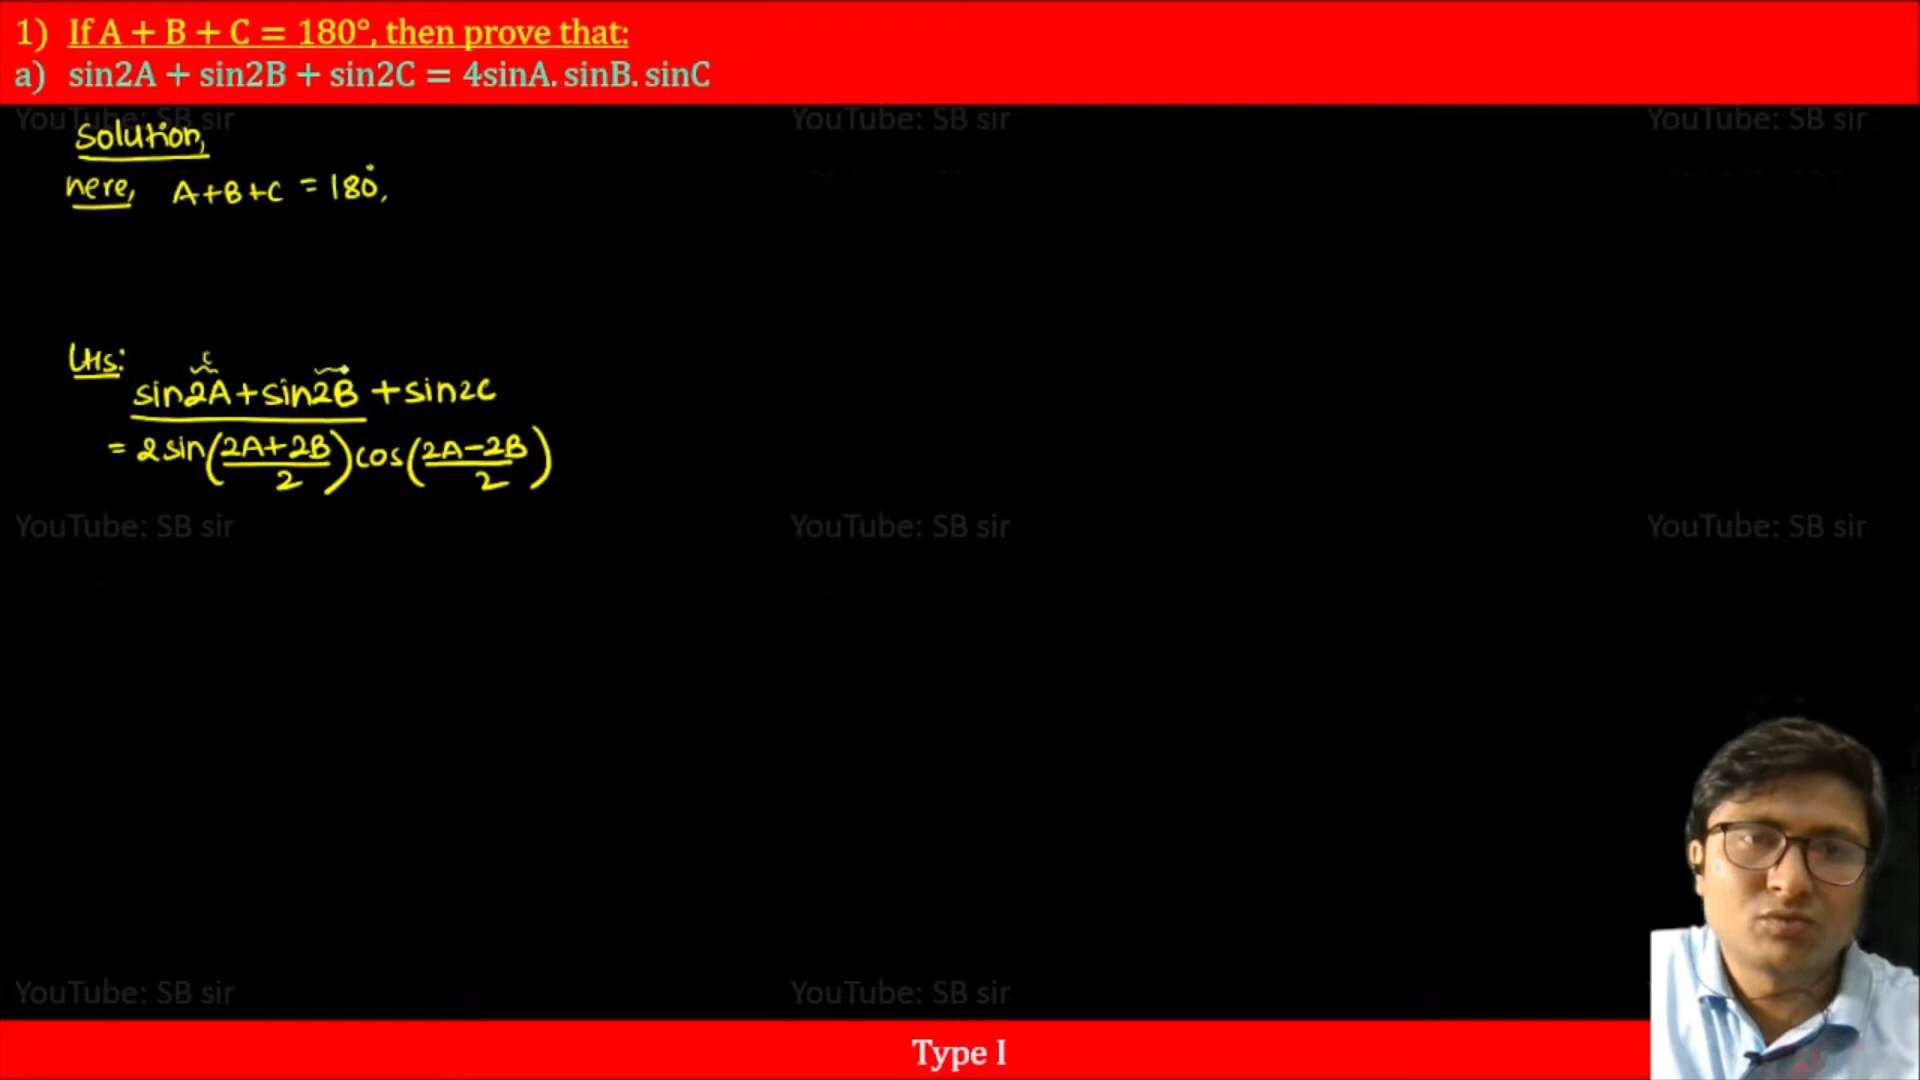 1) If A + B + C = 180°, then prove that:
a) sin2A + sin2B + sin2C = 4sinA. sinB. sinC
YouTube: SB sir YouTube: SB sir YouTube: SB sir
Solution,
here, A+B+C = 180°,
LHS:
C
sin2A+sin2B +sin2C
= 2sin(2A+2B/2)cos(2A-2B/2)
YouTube: SB sir YouTube: SB sir YouTube: SB sir
YouTube: SB sir YouTube: SB sir
Type I